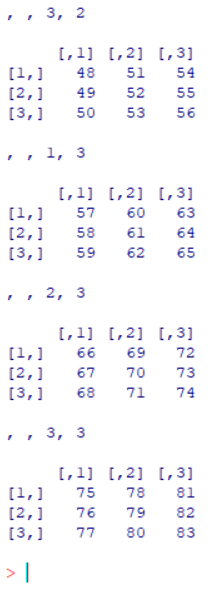 , , 3, 2
[,1] [,2] [,3]
[1,] 48 51 54
[2,] 49 52 55
[3,] 50 53 56
, , 1, 3
[,1] [,2] [,3]
[1,] 57 60 63
[2,] 58 61 64
[3,] 59 62 65
, , 2, 3
[,1] [,2] [,3]
[1,] 66 69 72
[2,] 67 70 73
[3,] 68 71 74
, , 3, 3
[,1] [,2] [,3]
[1,] 75 78 81
[2,] 76 79 82
[3,] 77 80 83
>